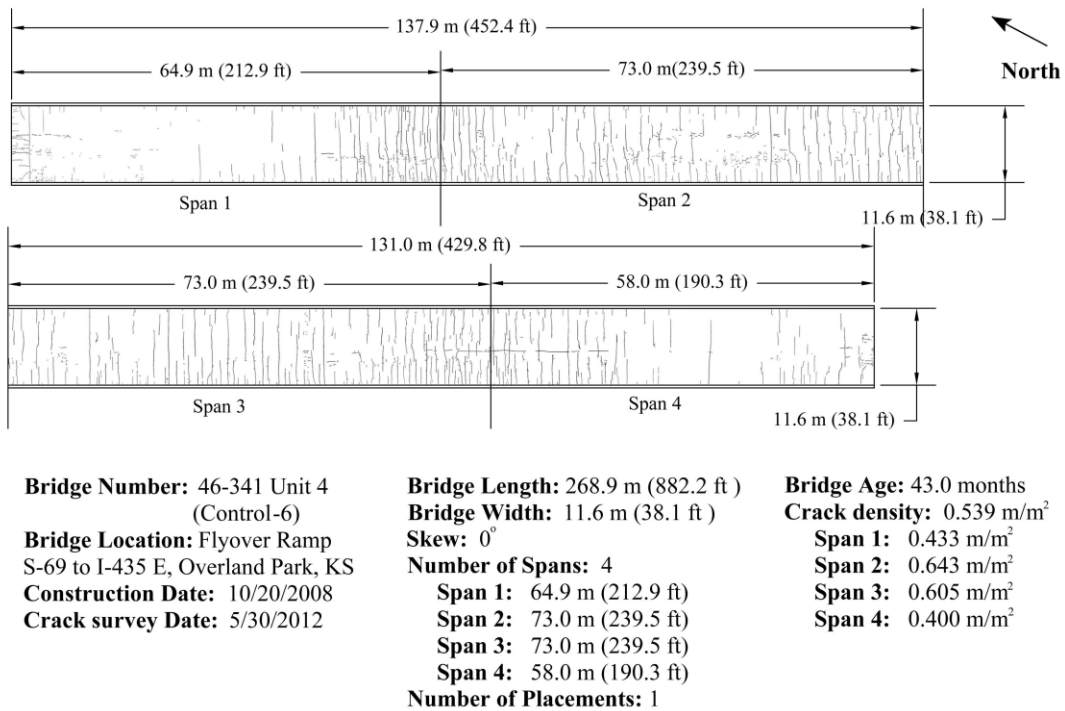 137.9 m (452.4 ft)
64.9 m (212.9 ft)
73.0 m(239.5 ft)
North
Span 1
Span 2
11.6 m (38.1 ft)
131.0 m (429.8 ft)
73.0 m (239.5 ft)
58.0 m (190.3 ft)
Span 3
Span 4
11.6 m (38.1 ft)
Bridge Number: 46-341 Unit 4
(Control-6)
Bridge Location: Flyover Ramp
S-69 to I-435 E, Overland Park, KS
Construction Date: 10/20/2008
Crack survey Date: 5/30/2012
Bridge Length: 268.9 m (882.2 ft )
Bridge Width: 11.6 m (38.1 ft )
Skew: 0°
Number of Spans: 4
Span 1: 64.9 m (212.9 ft)
Span 2: 73.0 m (239.5 ft)
Span 3: 73.0 m (239.5 ft)
Span 4: 58.0 m (190.3 ft)
Number of Placements: 1
Bridge Age: 43.0 months
Crack density: 0.539 m/m²
Span 1: 0.433 m/m²
Span 2: 0.643 m/m²
Span 3: 0.605 m/m²
Span 4: 0.400 m/m²